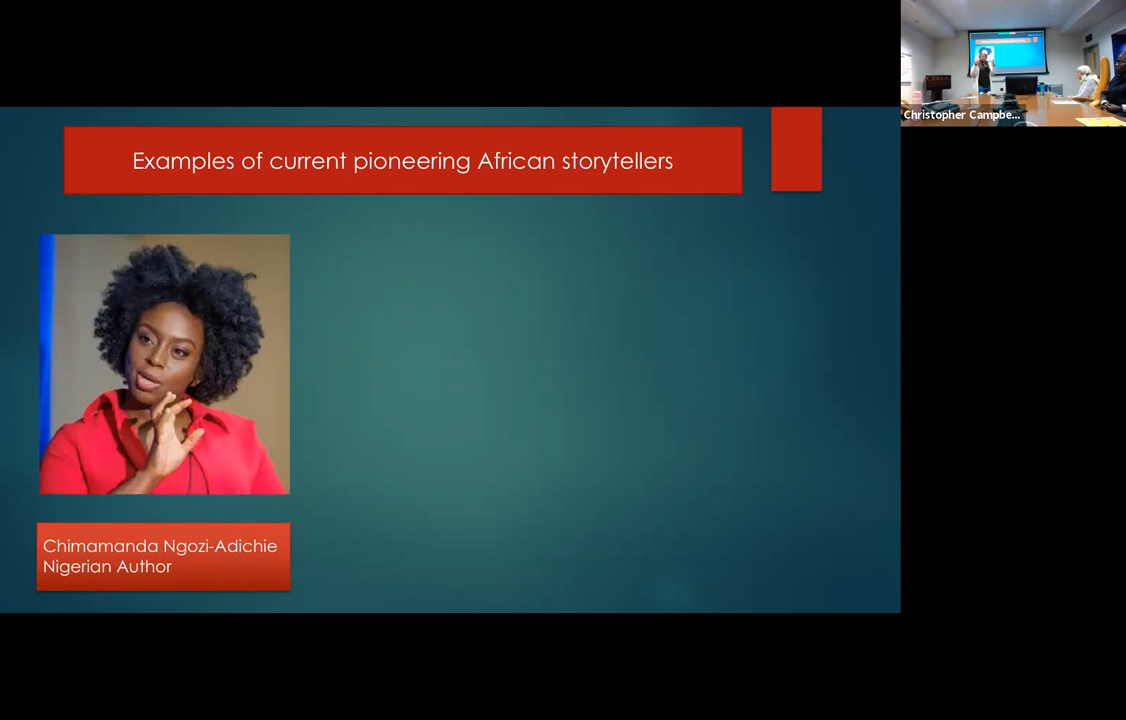 Examples of current pioneering African storytellers
Christopher Campbe...
Chimamanda Ngozi-Adichie
Nigerian Author